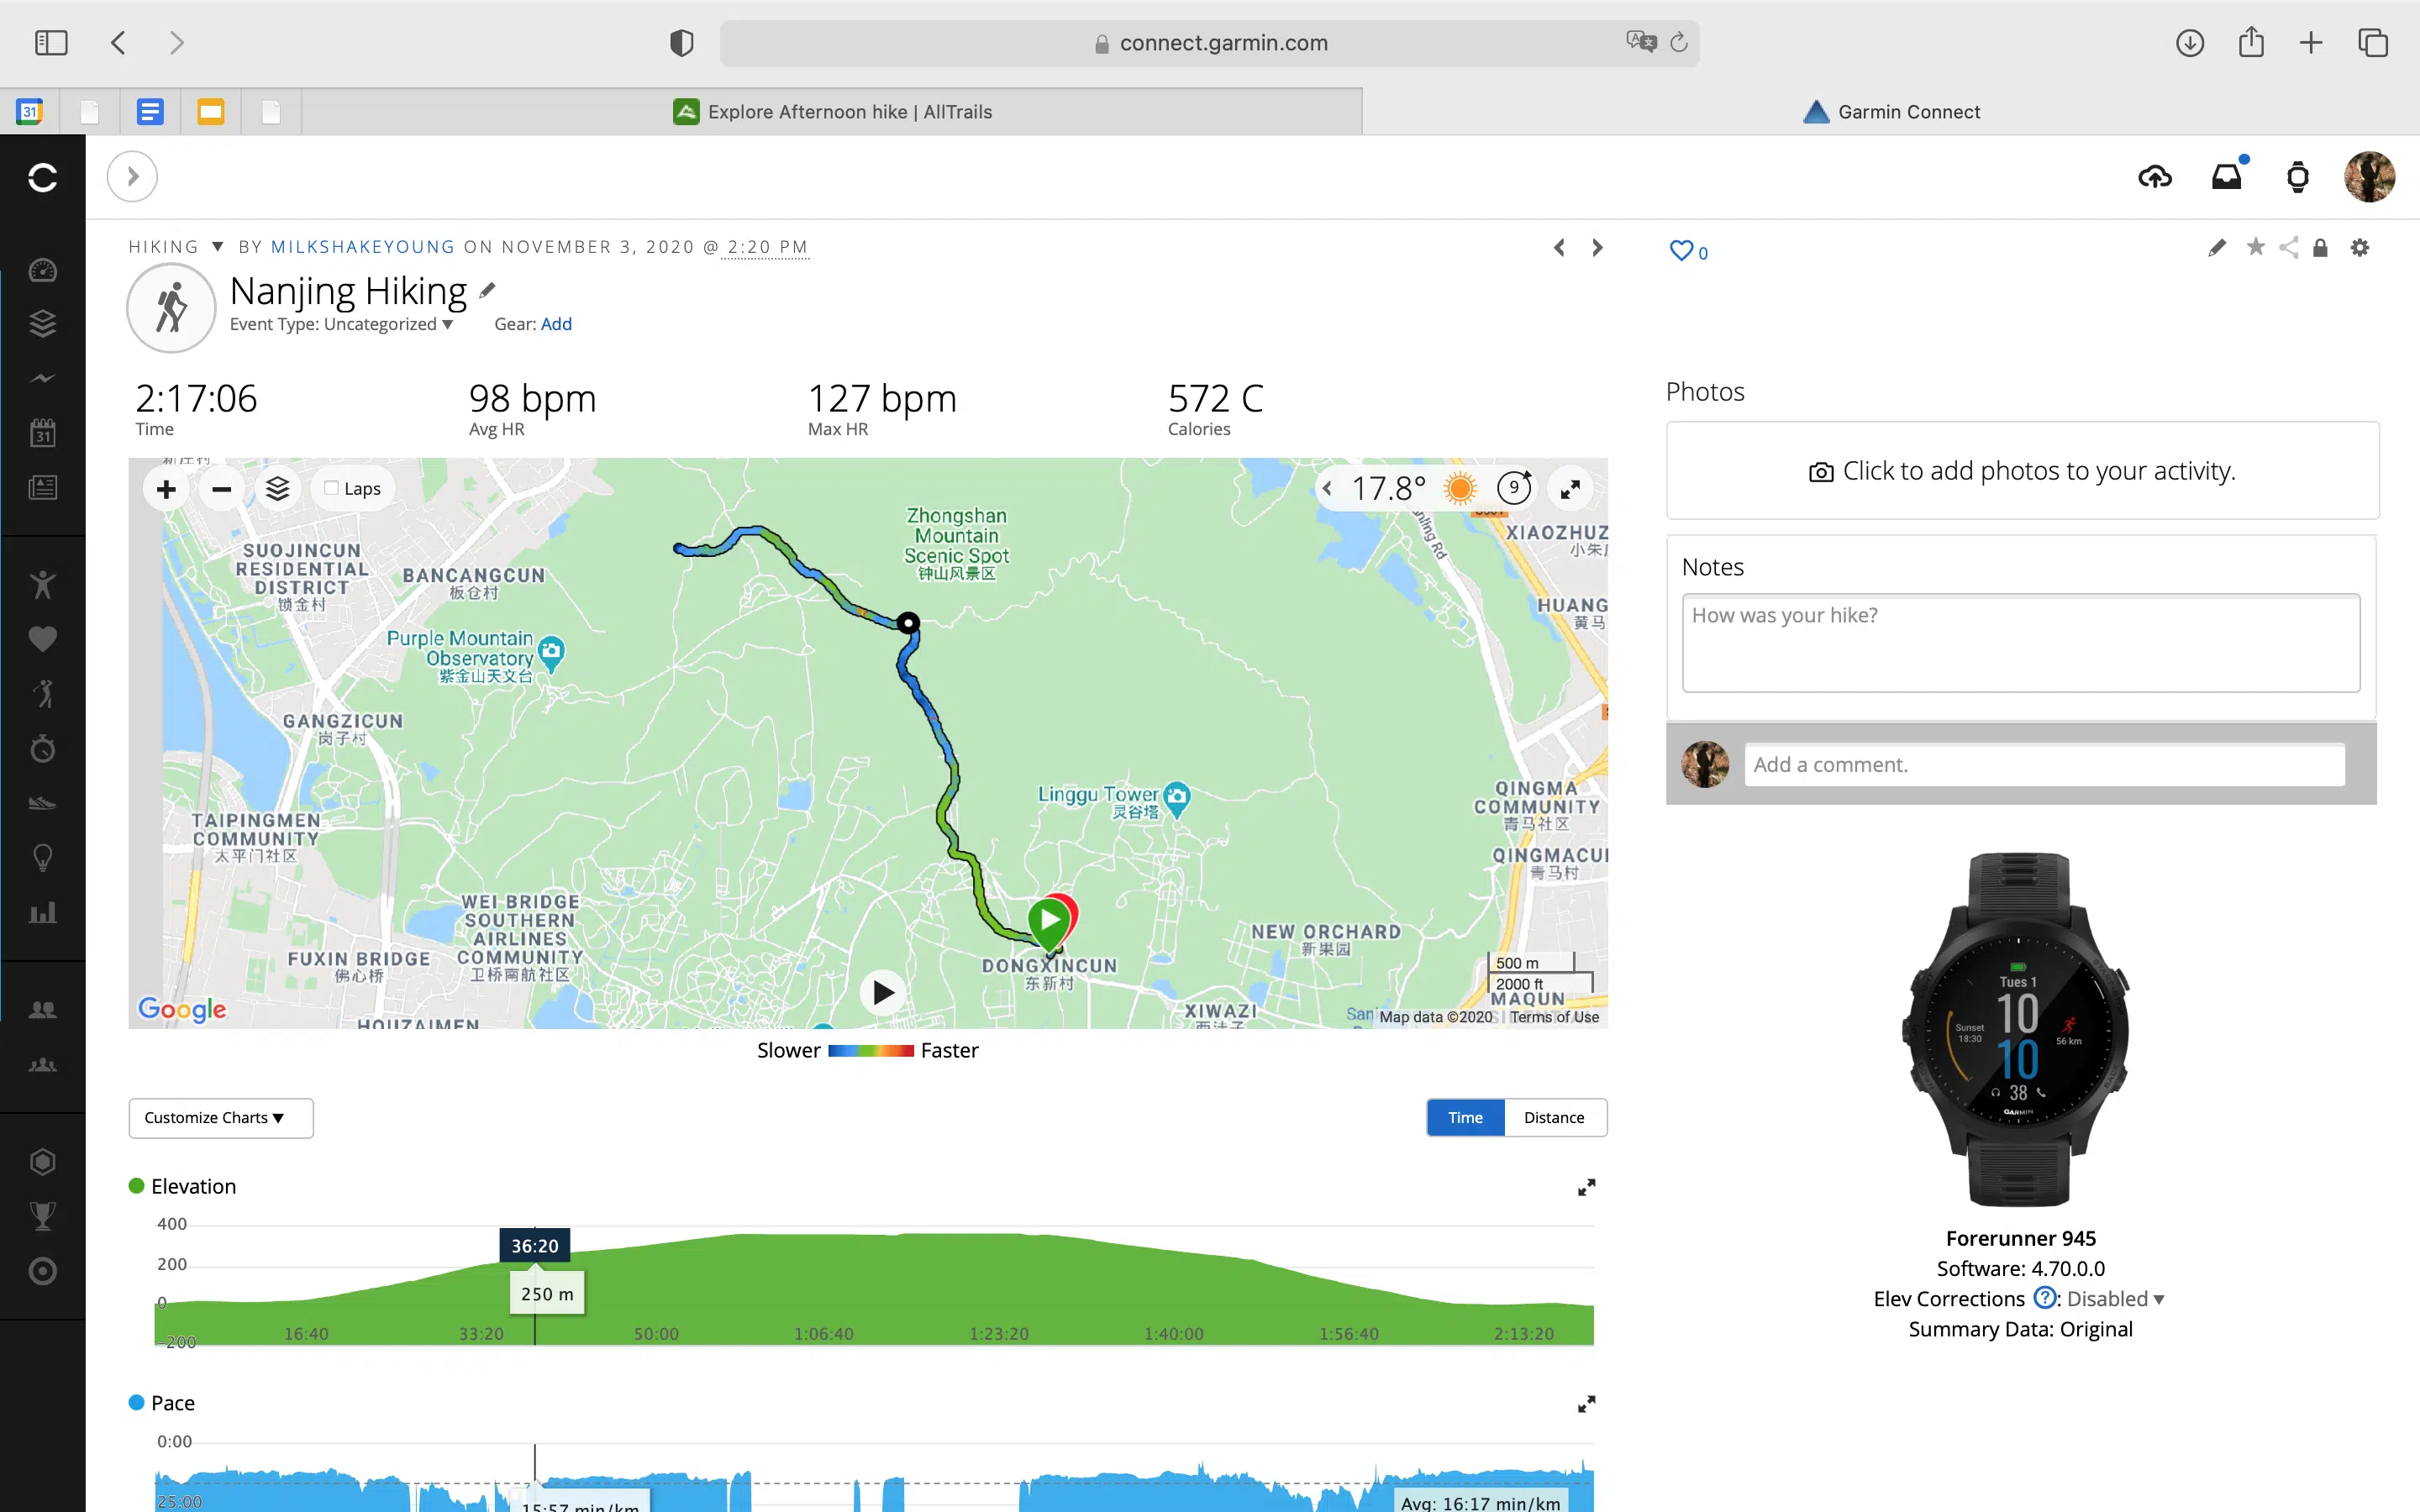 connect.garmin.com
31
Explore Afternoon hike | AllTrails
Garmin Connect
HIKING ▼ BY MILKSHAKEYOUNG ON NOVEMBER 3, 2020 @ 2:20 PM
0
Nanjing Hiking
Event Type: Uncategorized ▼
Gear: Add
2:17:06
Time
98 bpm
Avg HR
127 bpm
Max HR
572 C
Calories
Laps
17.8°
9
Zhongshan
Mountain
Scenic Spot
钟山风景区
XIAOZHUZ
SUOJINCUN
RESIDENTIAL
DISTRICT
锁金村
BANCANGCUN
板仓村
HUANG
黄马
Purple Mountain
Observatory
紫金山天文台
GANGZICUN
岗子村
Linggu Tower
灵谷塔
QINGMA
COMMUNITY
青马社区
TAIPINGMEN
COMMUNITY
太平门社区
QINGMACUI
青马村
WEI BRIDGE
SOUTHERN
AIRLINES
COMMUNITY
卫桥南航社区
NEW ORCHARD
新果园
FUXIN BRIDGE
佛心桥
DONGXINCUN
东新村
500 m
2000 ft
MAQUN
XIWAZI
HOUZAIMEN
Google
Map data ©2020
Terms of Use
Slower
Faster
Customize Charts ▼
Time
Distance
Elevation
400
200
0
-200
36:20
250 m
16:40
33:20
50:00
1:06:40
1:23:20
1:40:00
1:56:40
2:13:20
Pace
0:00
25:00
15:57 min/km
Avg: 16:17 min/km
Photos
Click to add photos to your activity.
Notes
How was your hike?
Add a comment.
Tues 1
10
10
Sunset
18:30
56 km
38
GARMIN
Forerunner 945
Software: 4.70.0.0
Elev Corrections ?: Disabled ▼
Summary Data: Original